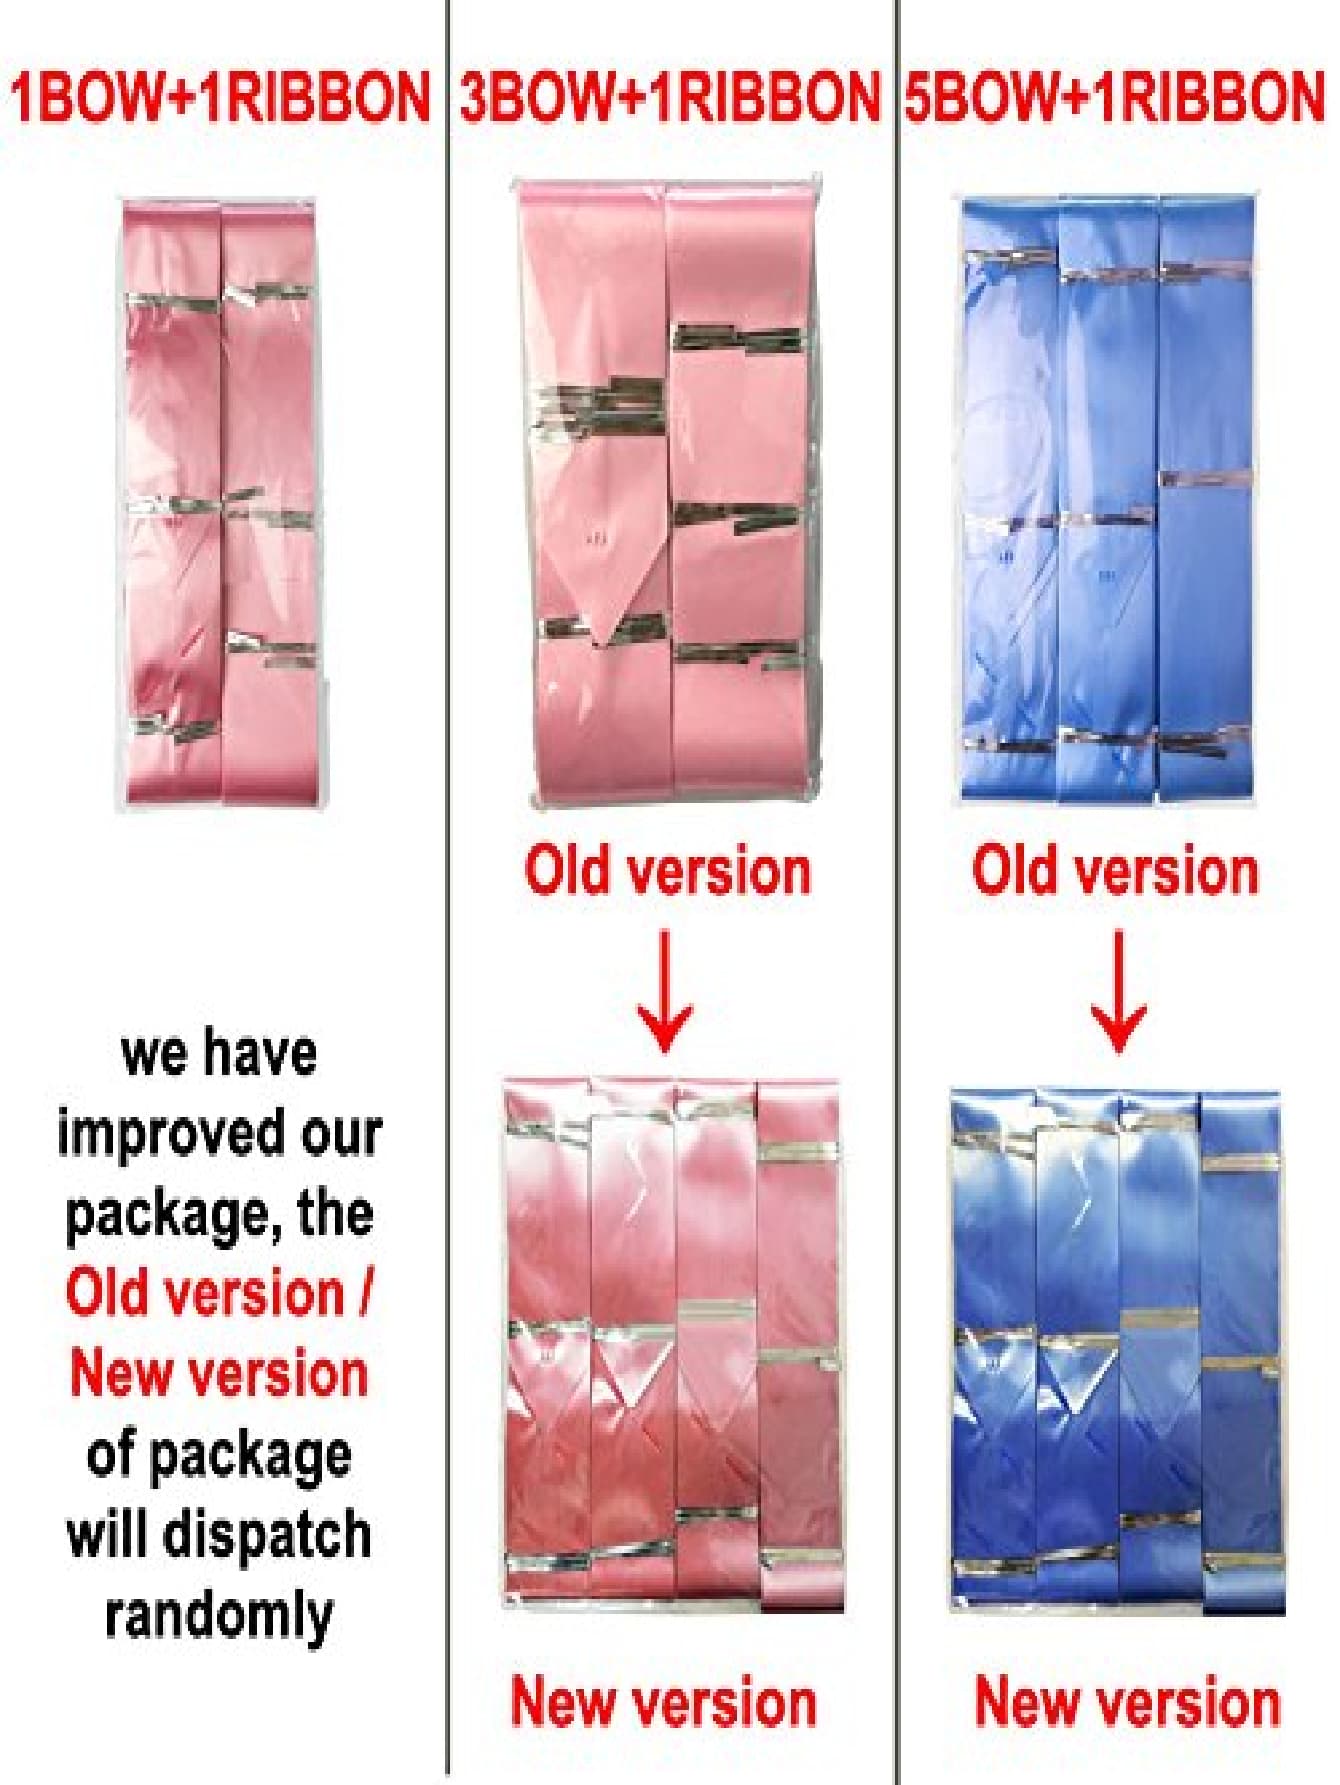 1BOW+1RIBBON
3BOW+1RIBBON
5BOW+1RIBBON
we have
improved our
package, the
Old version /
New version
of package
will dispatch
randomly
Old version
New version
Old version
New version